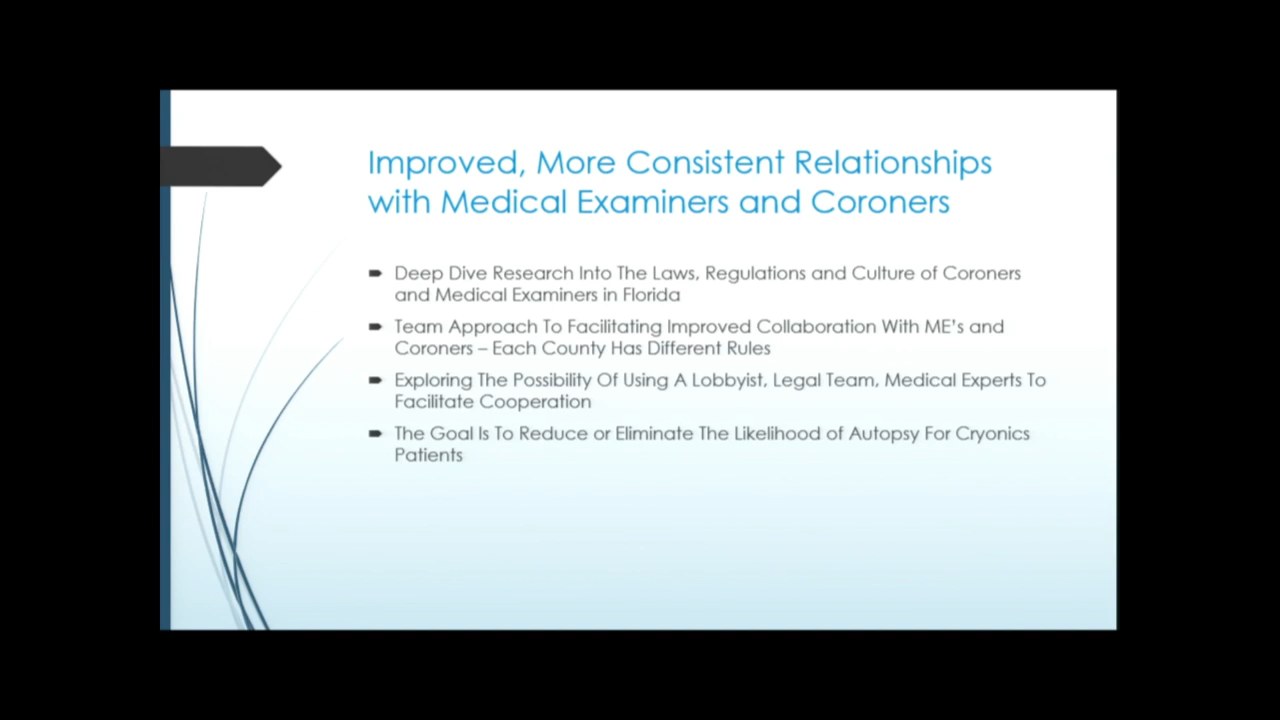 Improved, More Consistent Relationships
with Medical Examiners and Coroners
Deep Dive Research Into The Laws, Regulations and Culture of Coroners
and Medical Examiners in Florida
Team Approach To Facilitating Improved Collaboration With ME's and
Coroners – Each County Has Different Rules
Exploring The Possibility Of Using A Lobbyist, Legal Team, Medical Experts To
Facilitate Cooperation
The Goal Is To Reduce or Eliminate The Likelihood of Autopsy For Cryonics
Patients